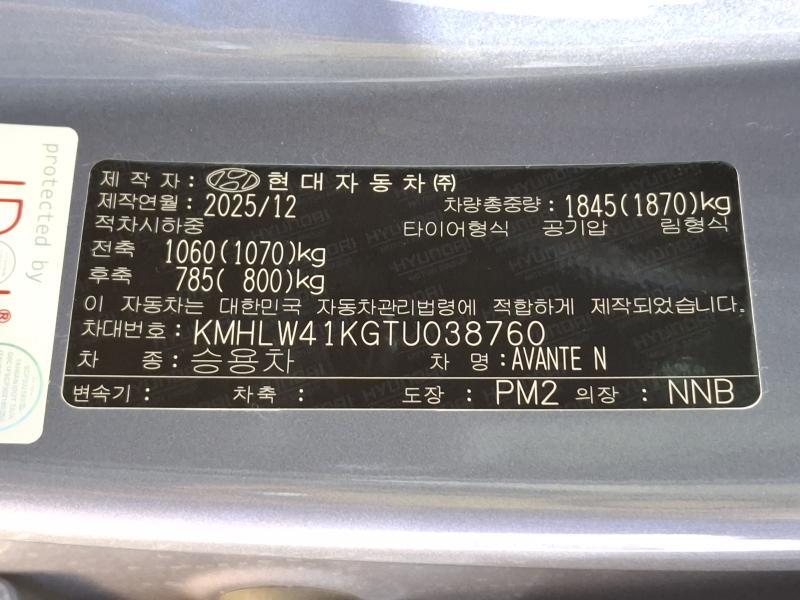 protected by
제 작 자 : 현 대 자 동 차 ㈜
제작연월 : 2025/12 차량총중량 : 1845(1870)kg
적차시하중 타이어형식 공기압 림형식
전축 1060(1070)kg
후축 785( 800)kg
이 자동차는 대한민국 자동차관리법령에 적합하게 제작되었습니다.
차대번호 : KMHLW41KGTU038760
차 종 : 승용차 차 명 : AVANTE N
변속기 : 차축 : 도장 : PM2 의장 : NNB